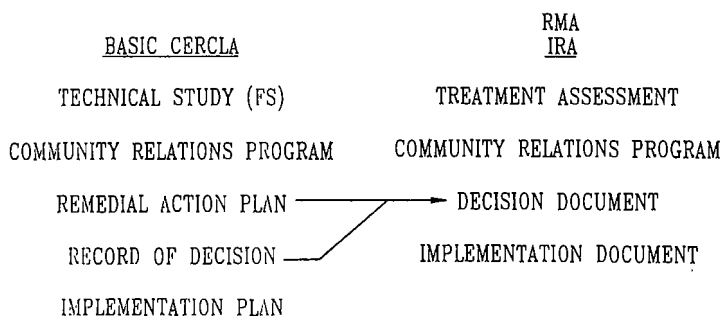 BASIC CERCLA
TECHNICAL STUDY (FS)
COMMUNITY RELATIONS PROGRAM
REMEDIAL ACTION PLAN
RECORD OF DECISION
IMPLEMENTATION PLAN
RMA
IRA
TREATMENT ASSESSMENT
COMMUNITY RELATIONS PROGRAM
DECISION DOCUMENT
IMPLEMENTATION DOCUMENT